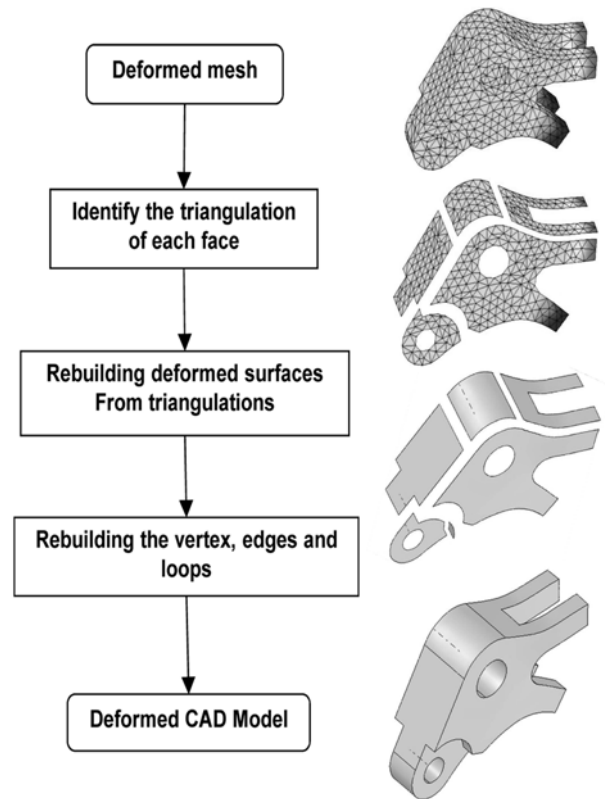 Deformed mesh
Identify the triangulation
of each face
Rebuilding deformed surfaces
From triangulations
Rebuilding the vertex, edges and
loops
Deformed CAD Model